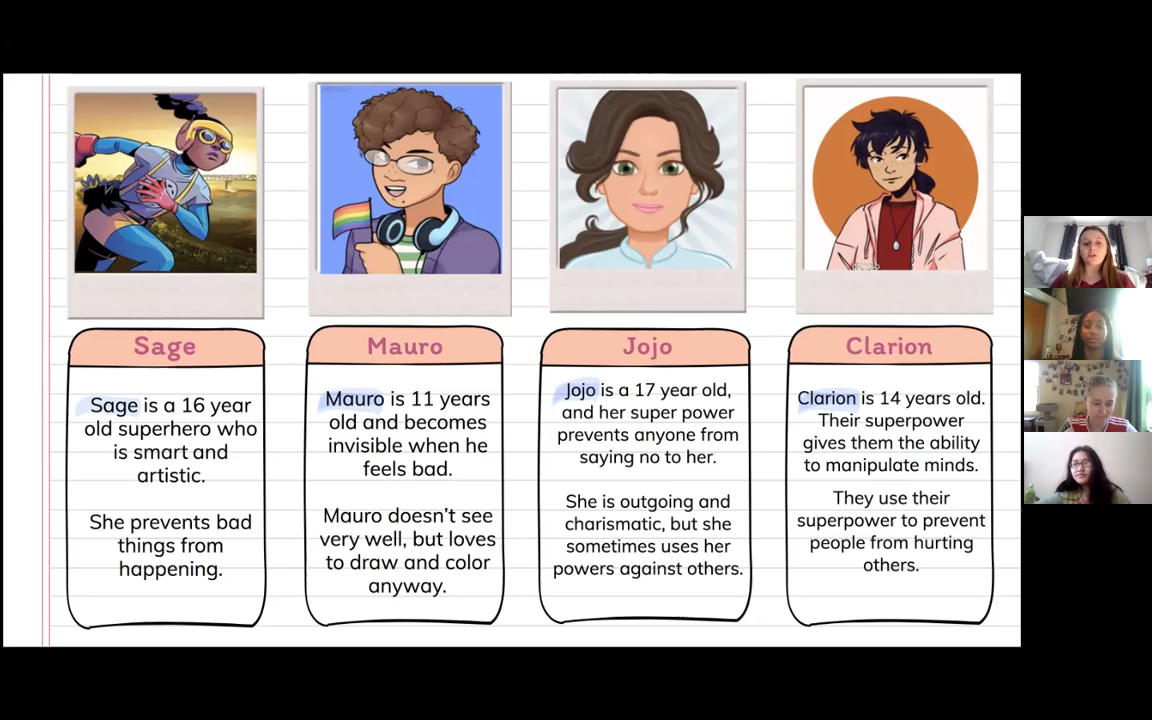 Sage
Sage is a 16 year
old superhero who
is smart and
artistic.
She prevents bad
things from
happening.
Mauro
Mauro is 11 years
old and becomes
invisible when he
feels bad.
Mauro doesn't see
very well, but loves
to draw and color
anyway.
Jojo
Jojo is a 17 year old,
and her super power
prevents anyone from
saying no to her.
She is outgoing and
charismatic, but she
sometimes uses her
powers against others.
Clarion
Clarion is 14 years old.
Their superpower
gives them the ability
to manipulate minds.
They use their
superpower to prevent
people from hurting
others.